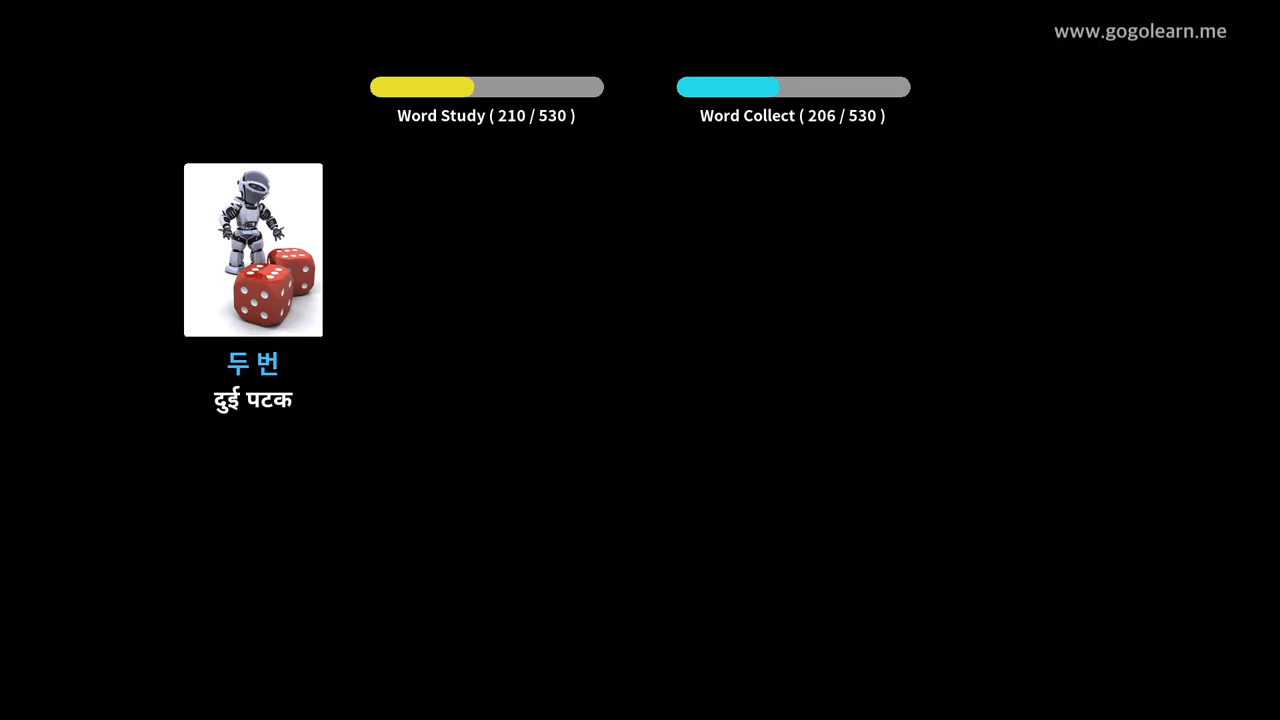 www.gogolearn.me
Word Study ( 210 / 530 )
Word Collect ( 206 / 530 )
두 번
दुई पटक